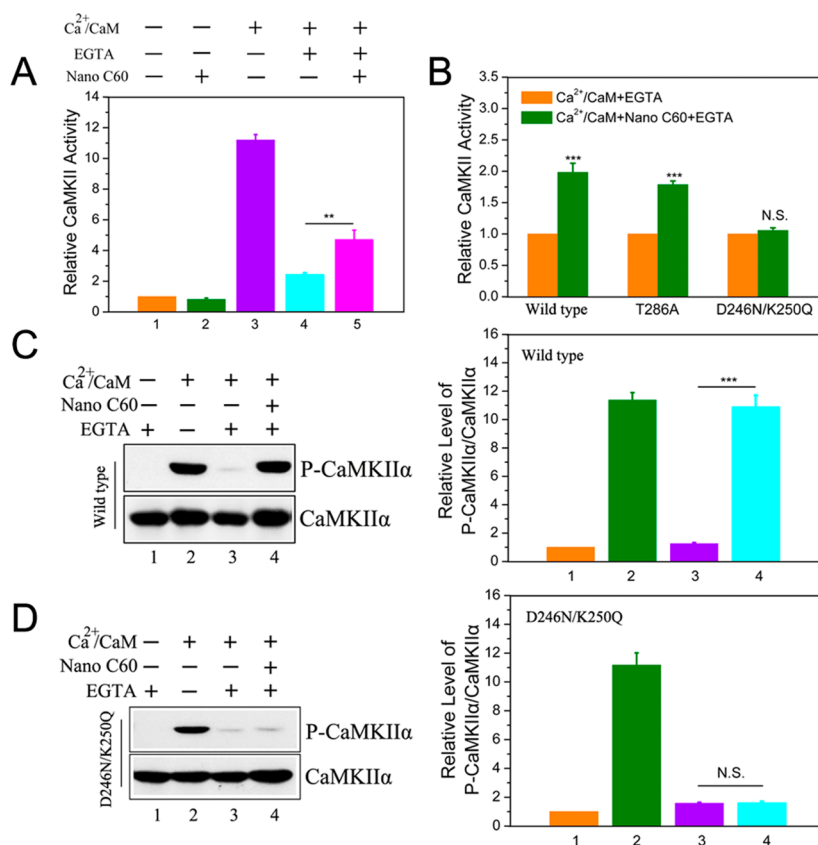 A
Ca2+/CaM − − + + +
EGTA − − − + +
Nano C60 − + − − +
Relative CaMKII Activity
14
12
10
8
6
4
2
0
**
1 2 3 4 5
B
Relative CaMKII Activity
3.5
3.0
2.5
2.0
1.5
1.0
0.5
0.0
Ca2+/CaM+EGTA
Ca2+/CaM+Nano C60+EGTA
*** *** N.S.
Wild type T286A D246N/K250Q
C
Ca2+/CaM − + + +
Nano C60 − − − +
EGTA + − + +
Wild type
P-CaMKIIα
CaMKIIα
1 2 3 4
Wild type
Relative Level of
P-CaMKIIα/CaMKIIα
16
14
12
10
8
6
4
2
0
***
1 2 3 4
D
Ca2+/CaM − + + +
Nano C60 − − − +
EGTA + − + +
D246N/K250Q
P-CaMKIIα
CaMKIIα
1 2 3 4
D246N/K250Q
Relative Level of
P-CaMKIIα/CaMKIIα
16
14
12
10
8
6
4
2
0
N.S.
1 2 3 4